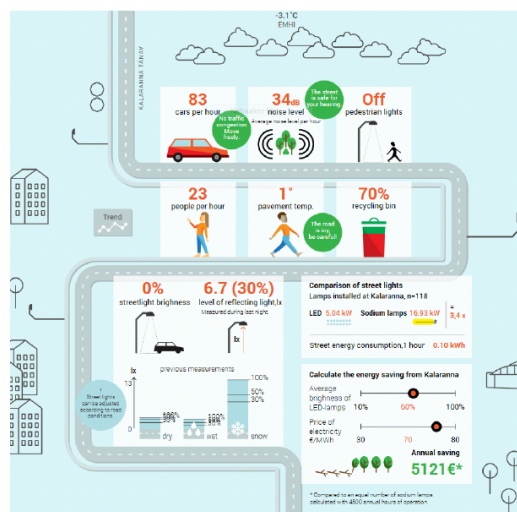 -3.1°C
EMHI
KALARANNA TÄNAV
83
cars per hour
No traffic
congestion.
Move
freely.
34dB
noise level
Average noise level per hour
The street
is safe for
your hearing
Off
pedestrian lights
23
people per hour
1°
pavement temp.
The road
is icy,
be careful!
70%
recycling bin
Trend
0%
streetlight brighness
6.7 (30%)
level of reflecting light,lx
Measured during last night.
lx
previous measurements
lx
13
0
100%
50%
30%
dry
wet
snow
Street lights
can be adjusted
according to road
conditions
Comparison of street lights
Lamps installed at Kalaranna, n=118
LED 5.04 kW Sodium lamps 16.93 kW = 3,4 x
Street energy consumption,1 hour 0.10 kWh
Calculate the energy saving from Kalaranna
Average
brightness of
LED-lamps
10% 60% 100%
Price of
electricity
€/MWh
30 70 80
Annual saving
5121€*
* Compared to an equal number of sodium lamps
calculated with 4500 annual hours of operation